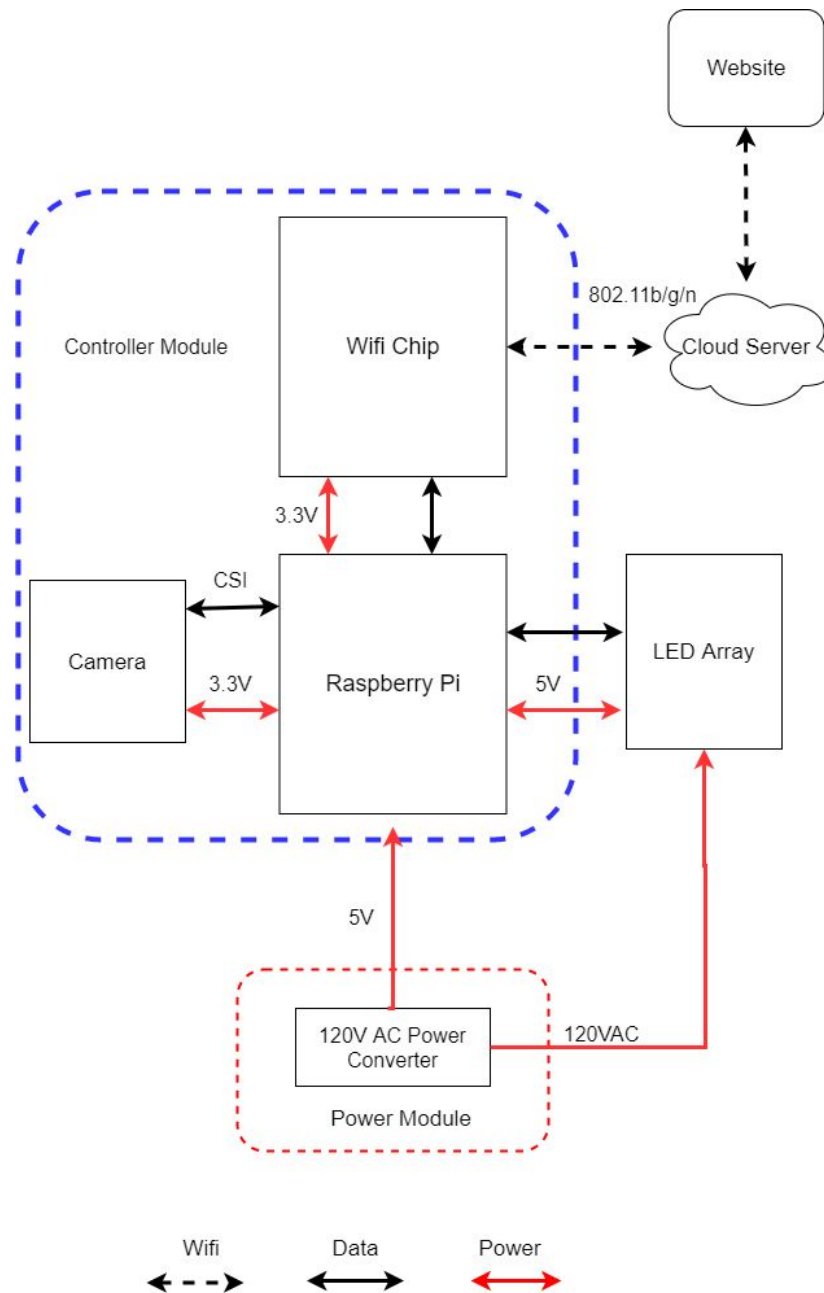 Website
802.11b/g/n
Controller Module
Wifi Chip
Cloud Server
3.3V
CSI
Camera
3.3V
Raspberry Pi
5V
LED Array
5V
120V AC Power
Converter
120VAC
Power Module
Wifi
Data
Power